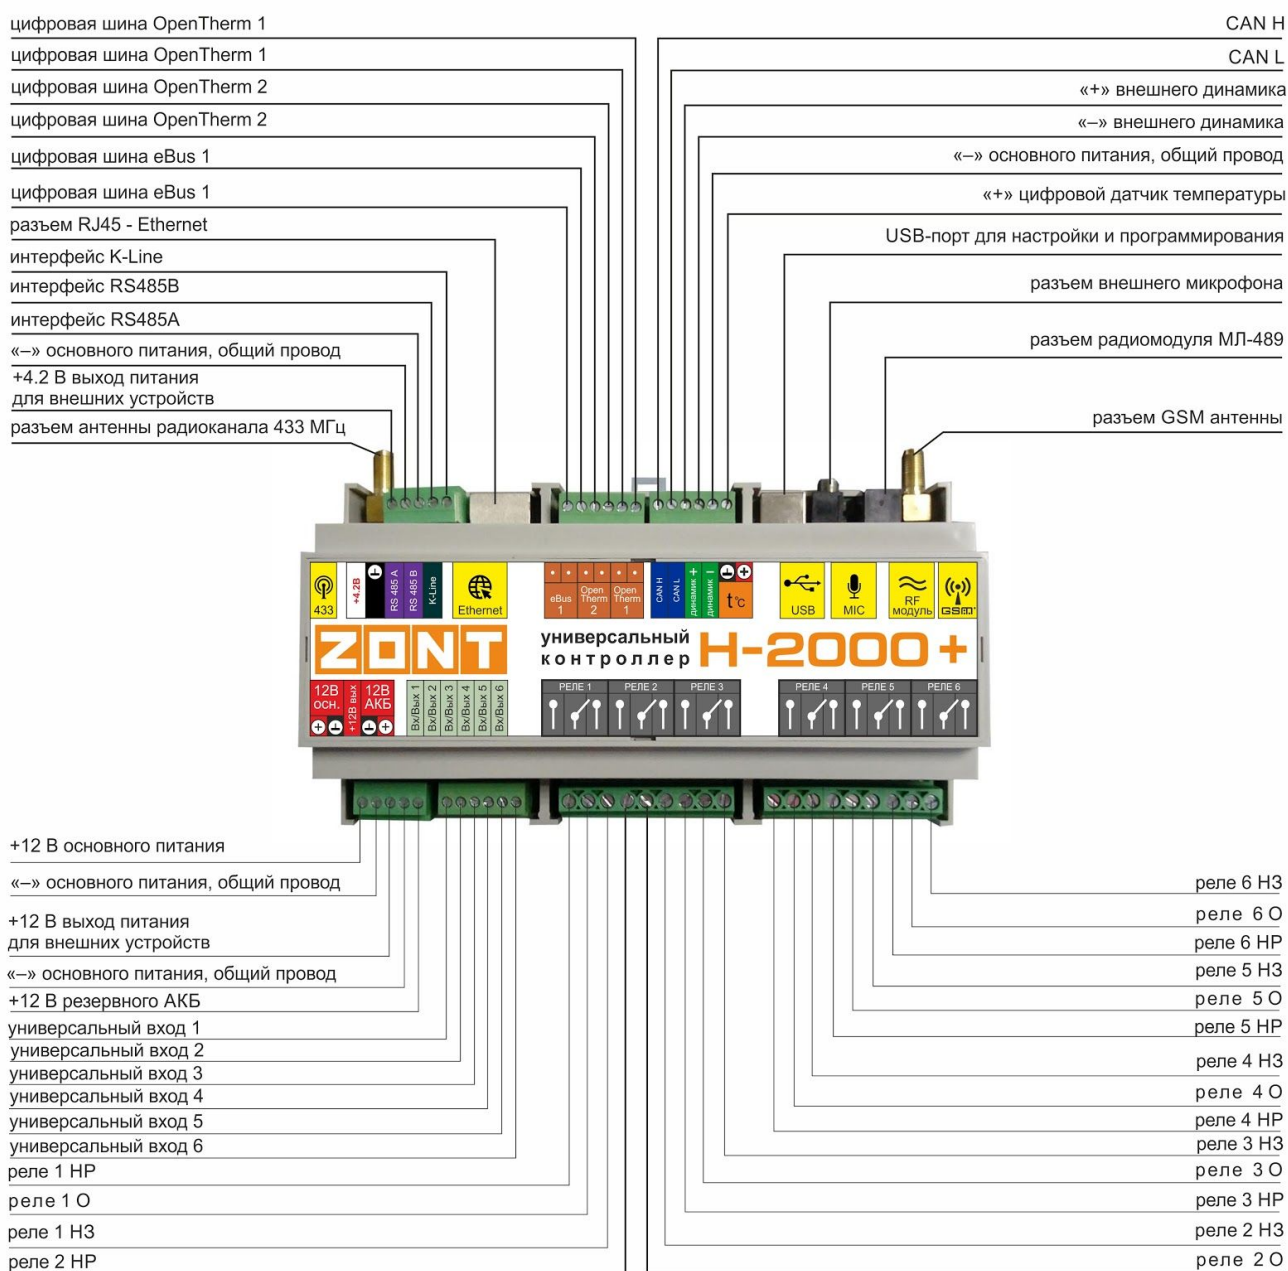 цифровая шина OpenTherm 1
цифровая шина OpenTherm 1
цифровая шина OpenTherm 2
цифровая шина OpenTherm 2
цифровая шина eBus 1
цифровая шина eBus 1
разъем RJ45 - Ethernet
интерфейс K-Line
интерфейс RS485B
интерфейс RS485A
«–» основного питания, общий провод
+4.2 В выход питания
для внешних устройств
разъем антенны радиоканала 433 МГц
CAN H
CAN L
«+» внешнего динамика
«–» внешнего динамика
«–» основного питания, общий провод
«+» цифровой датчик температуры
USB-порт для настройки и программирования
разъем внешнего микрофона
разъем радиомодуля МЛ-489
разъем GSM антенны
433
+4.2В
RS 485 A
RS 485 B
K-Line
Ethernet
eBus
1
Open
Therm
2
Open
Therm
1
CAN H
CAN L
динамик +
динамик –
t°C
USB
MIC
RF
модуль
GSM
ZONT
универсальный
контроллер
H-2000+
12В
осн.
+12В вых
12В
АКБ
Вх/Вых 1
Вх/Вых 2
Вх/Вых 3
Вх/Вых 4
Вх/Вых 5
Вх/Вых 6
РЕЛЕ 1
РЕЛЕ 2
РЕЛЕ 3
РЕЛЕ 4
РЕЛЕ 5
РЕЛЕ 6
+12 В основного питания
«–» основного питания, общий провод
+12 В выход питания
для внешних устройств
«–» основного питания, общий провод
+12 В резервного АКБ
универсальный вход 1
универсальный вход 2
универсальный вход 3
универсальный вход 4
универсальный вход 5
универсальный вход 6
реле 1 НР
реле 1 О
реле 1 НЗ
реле 2 НР
реле 6 НЗ
реле 6 О
реле 6 НР
реле 5 НЗ
реле 5 О
реле 5 НР
реле 4 НЗ
реле 4 О
реле 4 НР
реле 3 НЗ
реле 3 О
реле 3 НР
реле 2 НЗ
реле 2 О